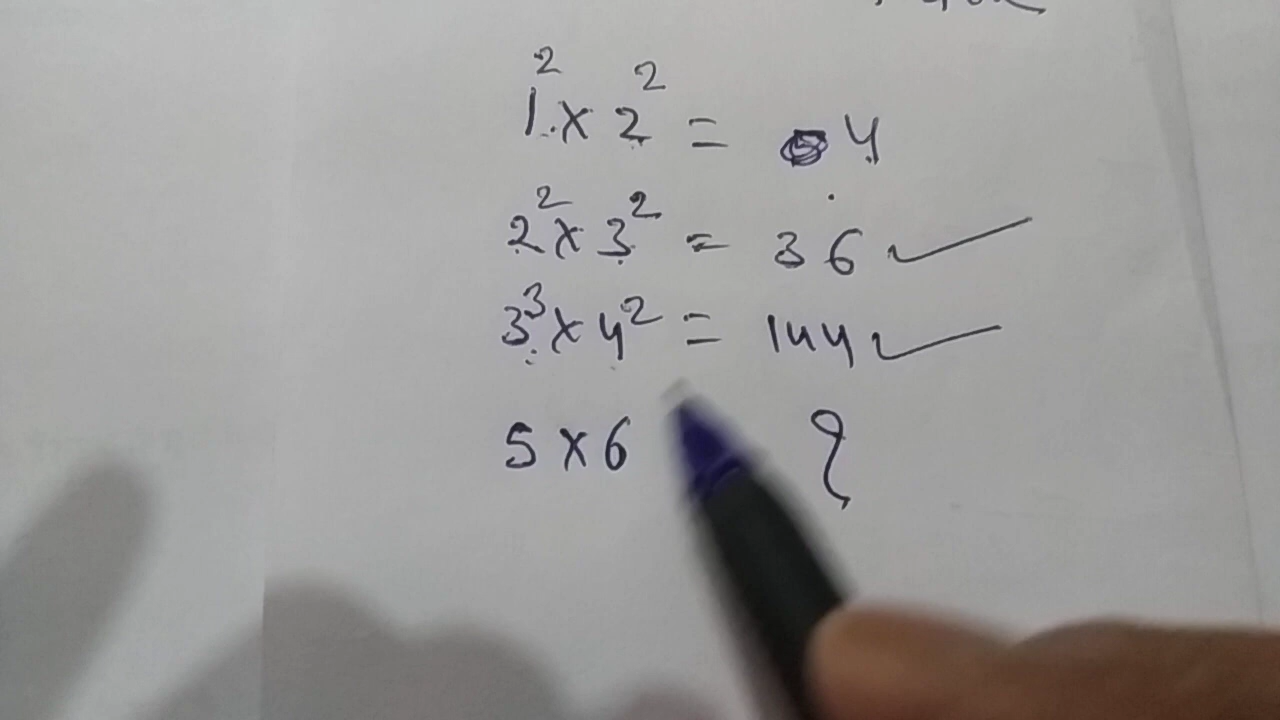 1² × 2² = 4
2² × 3² = 36 ✓
3³ × 4² = 144 ✓
5 × 6